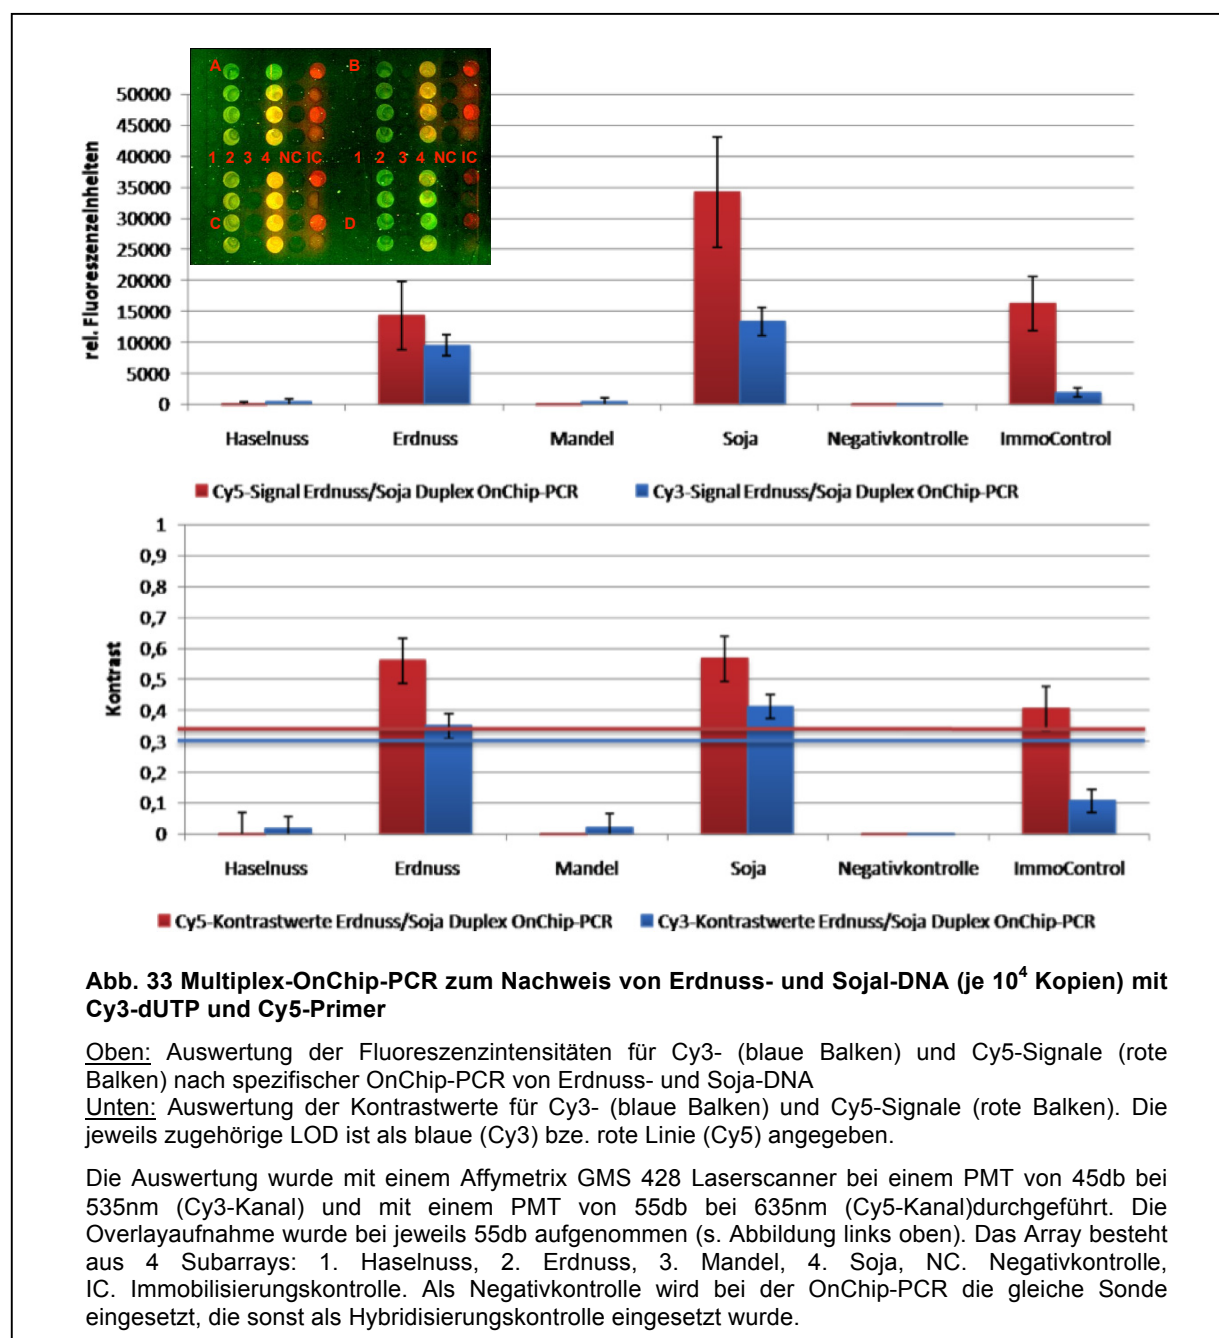 A B
50000
45000
40000
1 2 3 4 NC IC 1 2 3 4 NC IC
35000
30000
C D
25000
20000
15000
10000
5000
0
rel. Fluoreszenzeinheiten
Haselnuss Erdnuss Mandel Soja Negativkontrolle ImmoControl
Cy5-Signal Erdnuss/Soja Duplex OnChip-PCR Cy3-Signal Erdnuss/Soja Duplex OnChip-PCR
1
0,9
0,8
0,7
0,6
0,5
0,4
0,3
0,2
0,1
0
Kontrast
Haselnuss Erdnuss Mandel Soja Negativkontrolle ImmoControl
Cy5-Kontrastwerte Erdnuss/Soja Duplex OnChip-PCR Cy3-Kontrastwerte Erdnuss/Soja Duplex OnChip-PCR
Abb. 33 Multiplex-OnChip-PCR zum Nachweis von Erdnuss- und Sojal-DNA (je 10⁴ Kopien) mit
Cy3-dUTP und Cy5-Primer
Oben: Auswertung der Fluoreszenzintensitäten für Cy3- (blaue Balken) und Cy5-Signale (rote
Balken) nach spezifischer OnChip-PCR von Erdnuss- und Soja-DNA
Unten: Auswertung der Kontrastwerte für Cy3- (blaue Balken) und Cy5-Signale (rote Balken). Die
jeweils zugehörige LOD ist als blaue (Cy3) bze. rote Linie (Cy5) angegeben.
Die Auswertung wurde mit einem Affymetrix GMS 428 Laserscanner bei einem PMT von 45db bei
535nm (Cy3-Kanal) und mit einem PMT von 55db bei 635nm (Cy5-Kanal)durchgeführt. Die
Overlayaufnahme wurde bei jeweils 55db aufgenommen (s. Abbildung links oben). Das Array besteht
aus 4 Subarrays: 1. Haselnuss, 2. Erdnuss, 3. Mandel, 4. Soja, NC. Negativkontrolle,
IC. Immobilisierungskontrolle. Als Negativkontrolle wird bei der OnChip-PCR die gleiche Sonde
eingesetzt, die sonst als Hybridisierungskontrolle eingesetzt wurde.